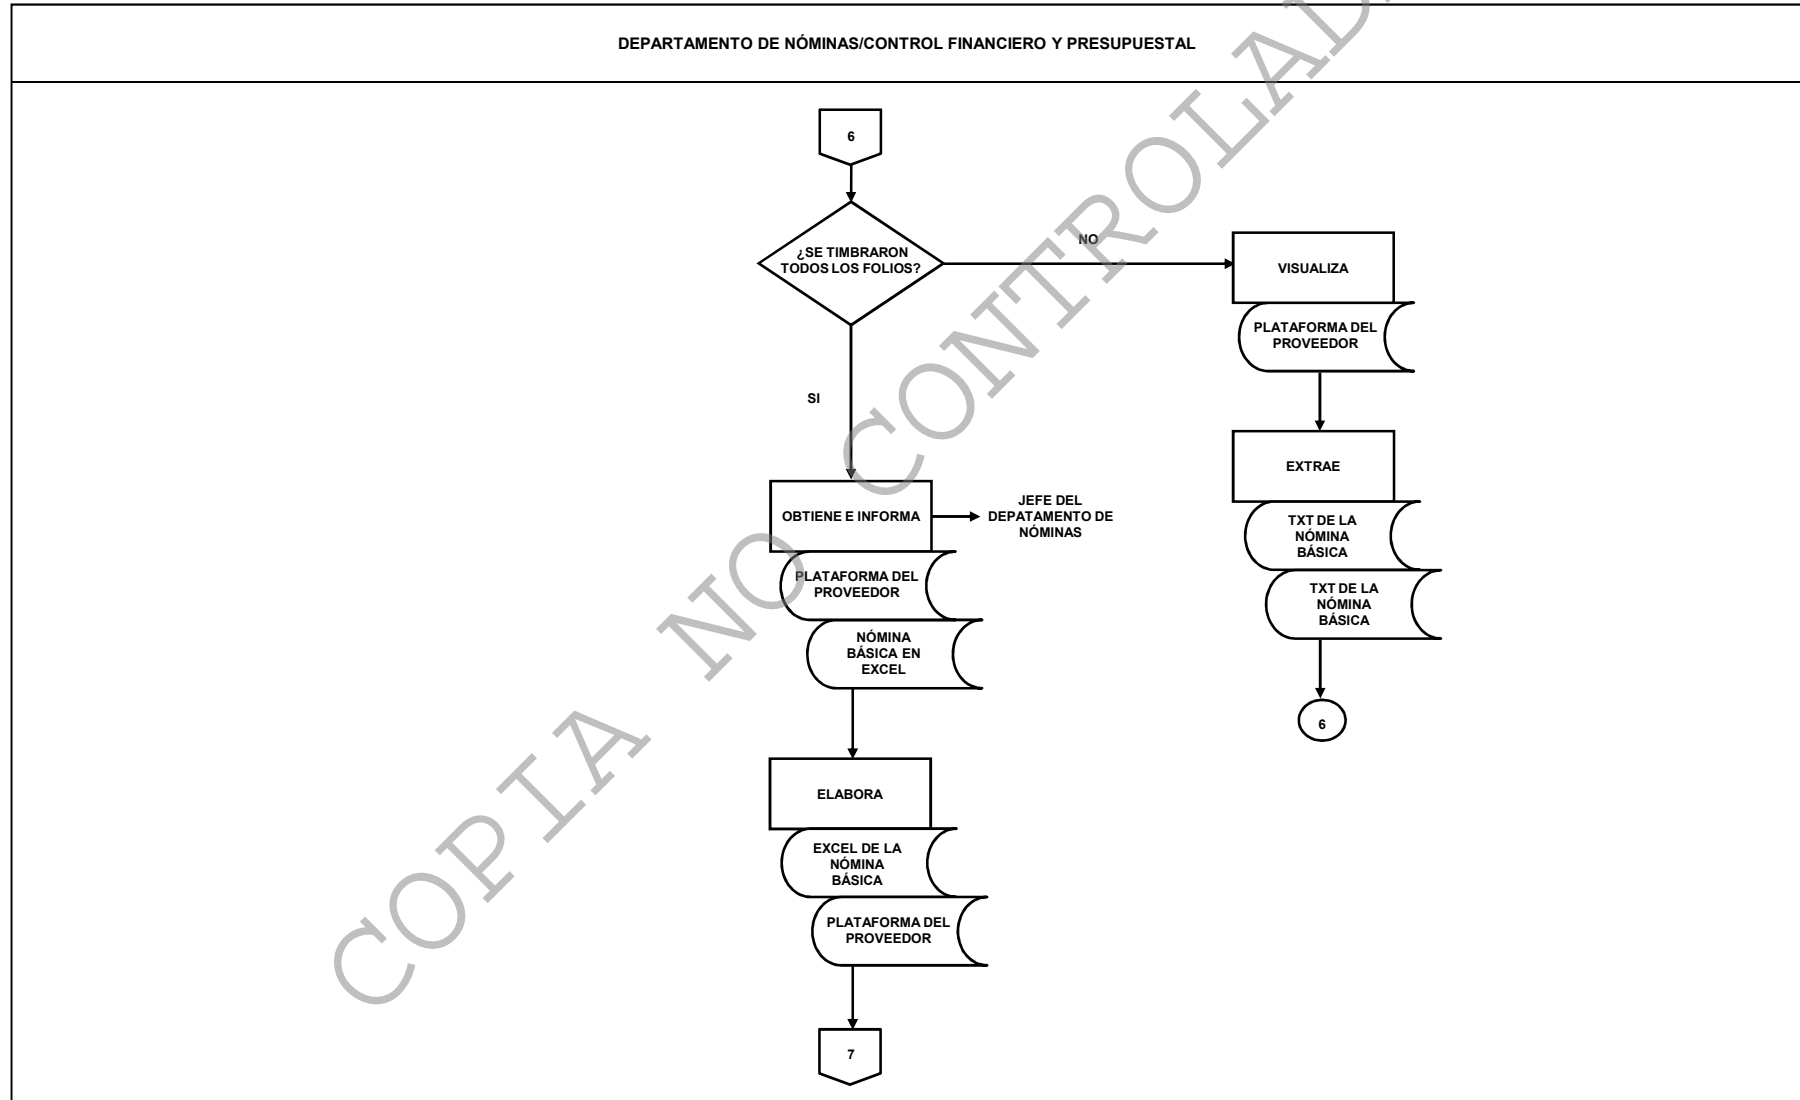 DEPARTAMENTO DE NÓMINAS/CONTROL FINANCIERO Y PRESUPUESTAL
6
¿SE TIMBRARON
TODOS LOS FOLIOS?
NO
VISUALIZA
PLATAFORMA DEL
PROVEEDOR
EXTRAE
TXT DE LA
NÓMINA
BÁSICA
TXT DE LA
NÓMINA
BÁSICA
6
SI
OBTIENE E INFORMA
JEFE DEL
DEPATAMENTO DE
NÓMINAS
PLATAFORMA DEL
PROVEEDOR
NÓMINA
BÁSICA EN
EXCEL
ELABORA
EXCEL DE LA
NÓMINA
BÁSICA
PLATAFORMA DEL
PROVEEDOR
7
COPIA NO CONTROLAD